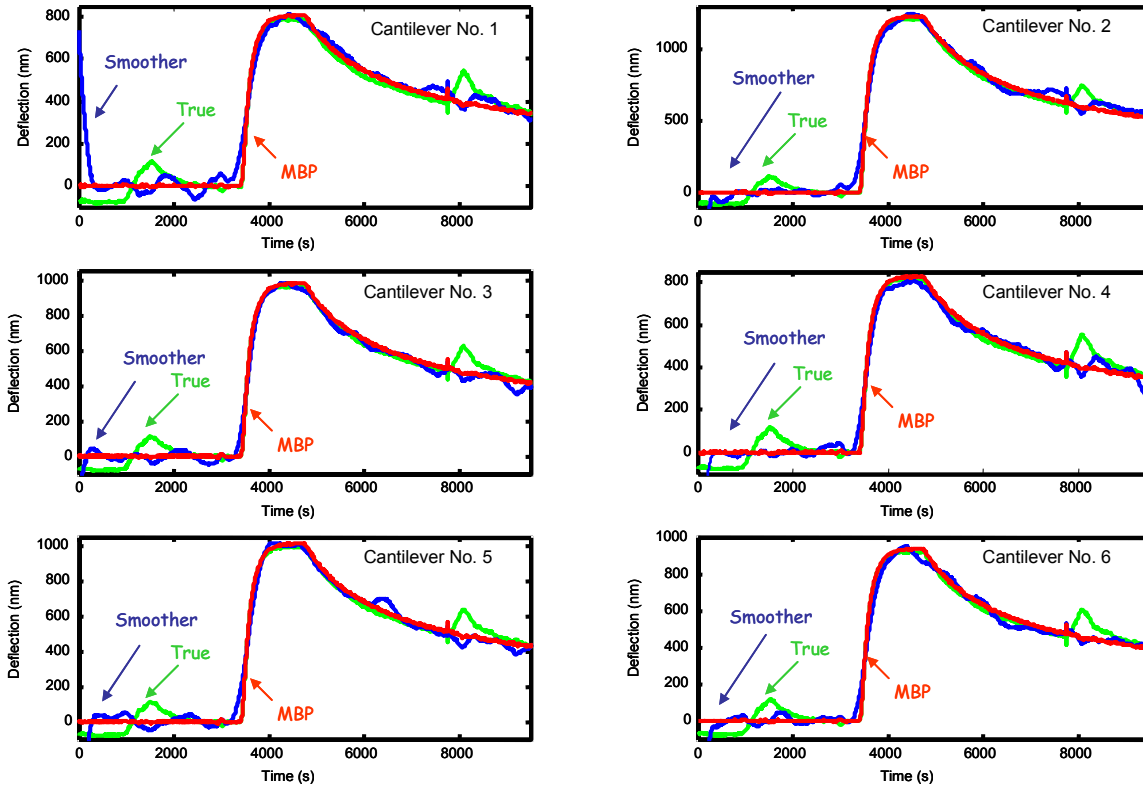 Cantilever No. 1
Deflection (nm)
800
600
400
200
0
Smoother
True
MBP
0 2000 4000 6000 8000
Time (s)
Cantilever No. 2
Deflection (nm)
1000
500
0
Smoother
True
MBP
0 2000 4000 6000 8000
Time (s)
Cantilever No. 3
Deflection (nm)
1000
800
600
400
200
0
Smoother
True
MBP
0 2000 4000 6000 8000
Time (s)
Cantilever No. 4
Deflection (nm)
800
600
400
200
0
Smoother
True
MBP
0 2000 4000 6000 8000
Time (s)
Cantilever No. 5
Deflection (nm)
1000
800
600
400
200
0
Smoother
True
MBP
0 2000 4000 6000 8000
Time (s)
Cantilever No. 6
Deflection (nm)
1000
800
600
400
200
0
Smoother
True
MBP
0 2000 4000 6000 8000
Time (s)